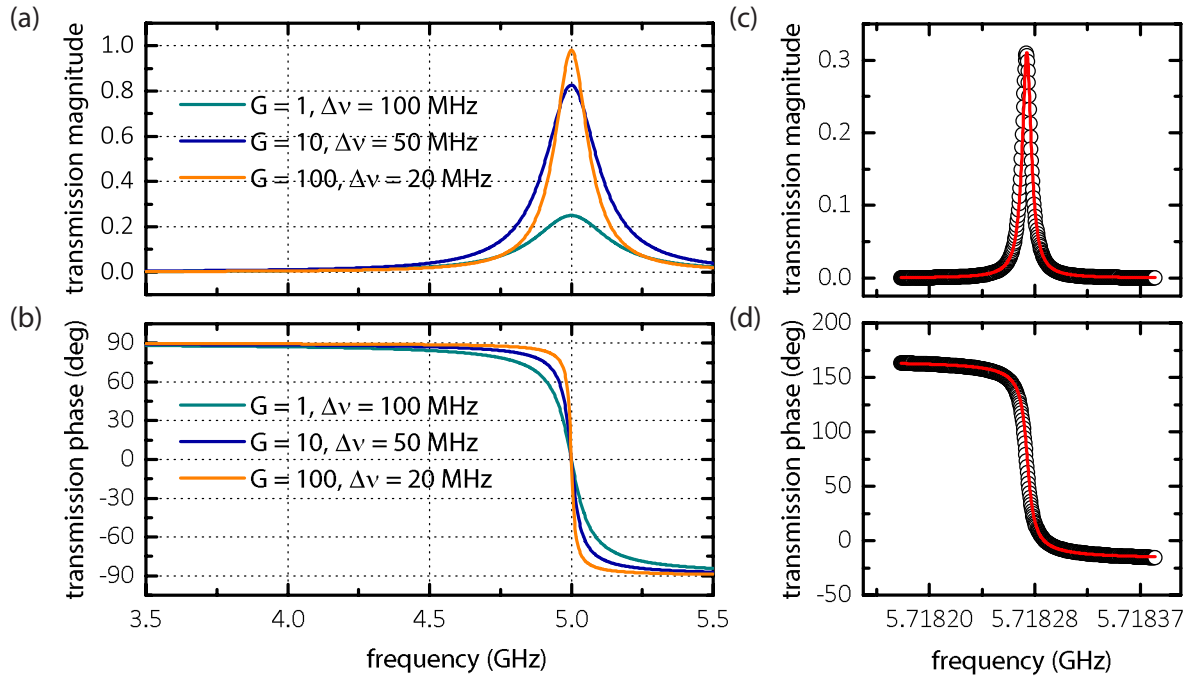 (a)
transmission magnitude
1.0
0.8
0.6
0.4
0.2
0.0
G = 1, Δν = 100 MHz
G = 10, Δν = 50 MHz
G = 100, Δν = 20 MHz
(b)
transmission phase (deg)
90
60
30
0
-30
-60
-90
G = 1, Δν = 100 MHz
G = 10, Δν = 50 MHz
G = 100, Δν = 20 MHz
3.5 4.0 4.5 5.0 5.5
frequency (GHz)
(c)
transmission magnitude
0.3
0.2
0.1
0.0
(d)
transmission phase (deg)
200
150
100
50
0
-50
5.71820 5.71828 5.71837
frequency (GHz)